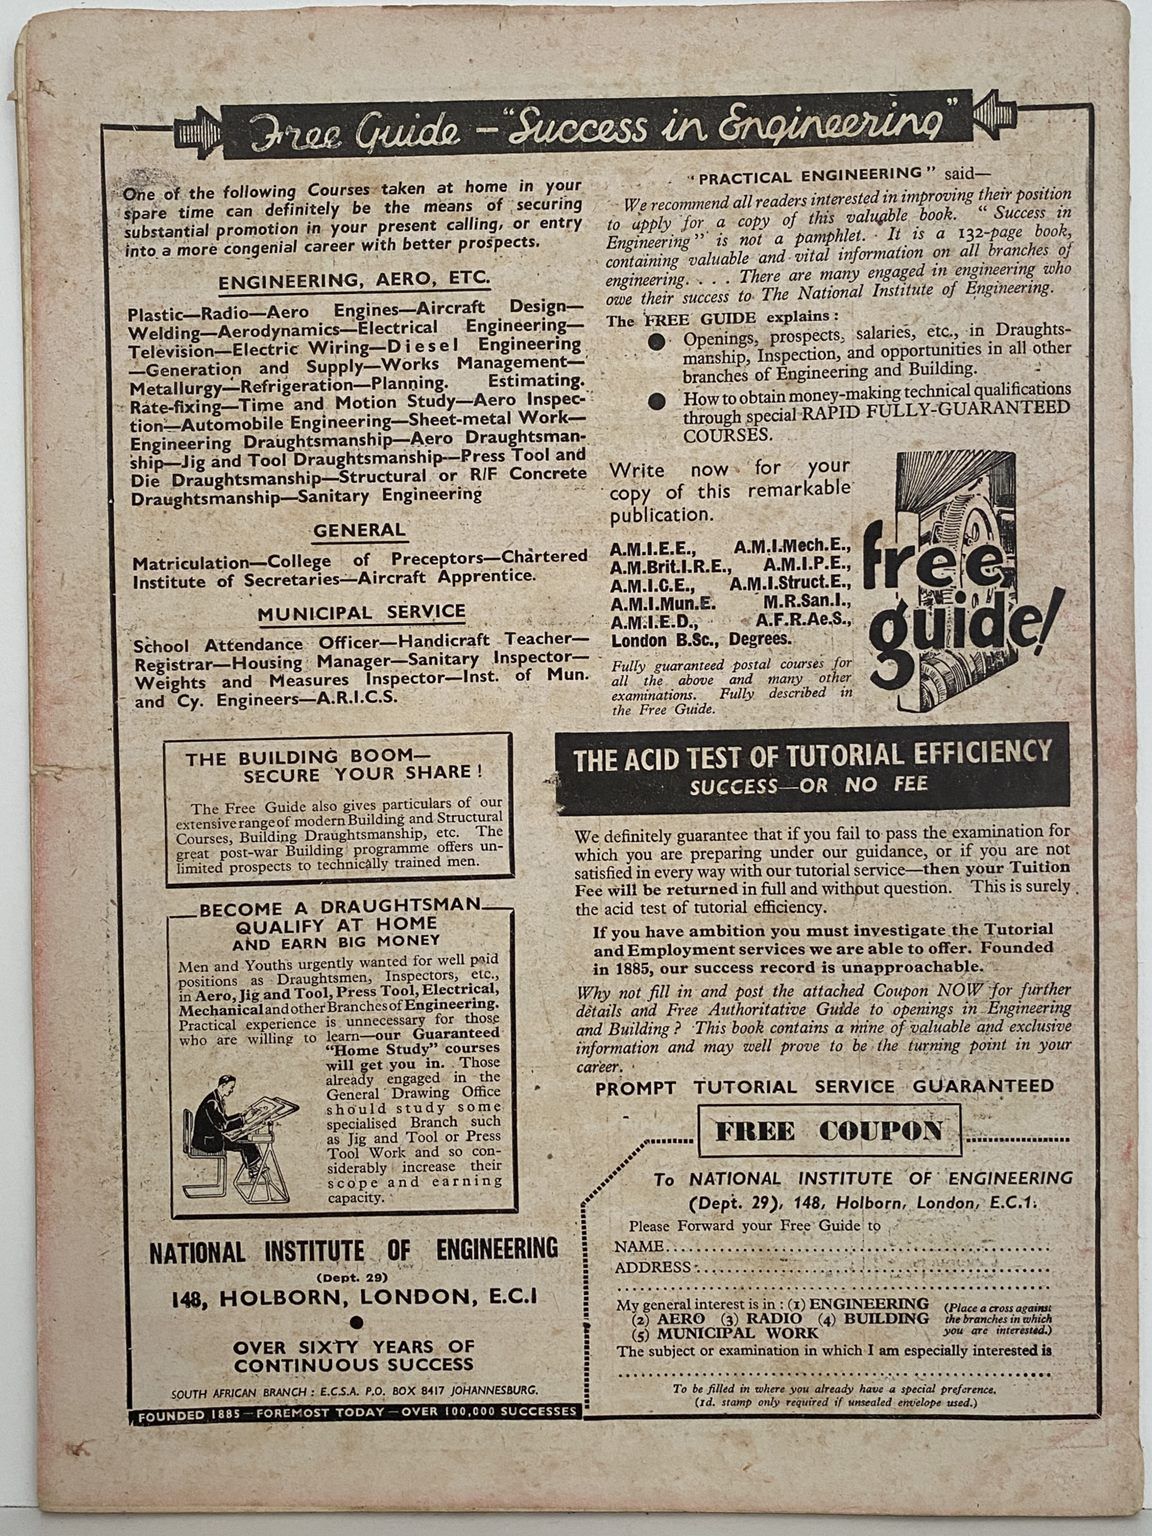 Free Guide – "Success in Engineering"
One of the following Courses taken at home in your
spare time can definitely be the means of securing
substantial promotion in your present calling, or entry
into a more congenial career with better prospects.
ENGINEERING, AERO, ETC.
Plastic—Radio—Aero Engines—Aircraft Design—
Welding—Aerodynamics—Electrical Engineering—
Television—Electric Wiring—Diesel Engineering
—Generation and Supply—Works Management—
Metallurgy—Refrigeration—Planning. Estimating.
Rate-fixing—Time and Motion Study—Aero Inspec-
tion—Automobile Engineering—Sheet-metal Work—
Engineering Draughtsmanship—Aero Draughtsman-
ship—Jig and Tool Draughtsmanship—Press Tool and
Die Draughtsmanship—Structural or R/F Concrete
Draughtsmanship—Sanitary Engineering
GENERAL
Matriculation—College of Preceptors—Chartered
Institute of Secretaries—Aircraft Apprentice.
MUNICIPAL SERVICE
School Attendance Officer—Handicraft Teacher—
Registrar—Housing Manager—Sanitary Inspector—
Weights and Measures Inspector—Inst. of Mun.
and Cy. Engineers—A.R.I.C.S.
THE BUILDING BOOM—
SECURE YOUR SHARE !
The Free Guide also gives particulars of our
extensive range of modern Building and Structural
Courses, Building Draughtsmanship, etc. The
great post-war Building programme offers un-
limited prospects to technically trained men.
BECOME A DRAUGHTSMAN
QUALIFY AT HOME
AND EARN BIG MONEY
Men and Youths urgently wanted for well paid
positions as Draughtsmen, Inspectors, etc.,
in Aero, Jig and Tool, Press Tool, Electrical,
Mechanical and other Branches of Engineering.
Practical experience is unnecessary for those
who are willing to learn—our Guaranteed
"Home Study" courses
will get you in. Those
already engaged in the
General Drawing Office
should study some
specialised Branch such
as Jig and Tool or Press
Tool Work and so con-
siderably increase their
scope and earning
capacity.
NATIONAL INSTITUTE OF ENGINEERING
(Dept. 29)
148, HOLBORN, LONDON, E.C.1
OVER SIXTY YEARS OF
CONTINUOUS SUCCESS
SOUTH AFRICAN BRANCH : E.C.S.A. P.O. BOX 8417 JOHANNESBURG.
FOUNDED 1885—FOREMOST TODAY—OVER 100,000 SUCCESSES
"PRACTICAL ENGINEERING" said—
We recommend all readers interested in improving their position
to apply for a copy of this valuable book. "Success in
Engineering" is not a pamphlet. It is a 132-page book,
containing valuable and vital information on all branches of
engineering. . . . There are many engaged in engineering who
owe their success to The National Institute of Engineering.
The FREE GUIDE explains :
● Openings, prospects, salaries, etc., in Draughts-
manship, Inspection, and opportunities in all other
branches of Engineering and Building.
● How to obtain money-making technical qualifications
through special RAPID FULLY-GUARANTEED
COURSES.
Write now for your
copy of this remarkable
publication.
A.M.I.E.E., A.M.I.Mech.E.,
A.M.Brit.I.R.E., A.M.I.P.E.,
A.M.I.C.E., A.M.I.Struct.E.,
A.M.I.Mun.E. M.R.San.I.,
A.M.I.E.D., A.F.R.Ae.S.,
London B.Sc., Degrees.
Fully guaranteed postal courses for
all the above and many other
examinations. Fully described in
the Free Guide.
free
guide!
THE ACID TEST OF TUTORIAL EFFICIENCY
SUCCESS—OR NO FEE
We definitely guarantee that if you fail to pass the examination for
which you are preparing under our guidance, or if you are not
satisfied in every way with our tutorial service—then your Tuition
Fee will be returned in full and without question. This is surely
the acid test of tutorial efficiency.
If you have ambition you must investigate the Tutorial
and Employment services we are able to offer. Founded
in 1885, our success record is unapproachable.
Why not fill in and post the attached Coupon NOW for further
details and Free Authoritative Guide to openings in Engineering
and Building ? This book contains a mine of valuable and exclusive
information and may well prove to be the turning point in your
career.
PROMPT TUTORIAL SERVICE GUARANTEED
FREE COUPON
To NATIONAL INSTITUTE OF ENGINEERING
(Dept. 29), 148, Holborn, London, E.C.1.
Please Forward your Free Guide to
NAME
ADDRESS
My general interest is in : (1) ENGINEERING
(2) AERO (3) RADIO (4) BUILDING
(5) MUNICIPAL WORK
(Place a cross against
the branches in which
you are interested.)
The subject or examination in which I am especially interested is
To be filled in where you already have a special preference.
(1d. stamp only required if unsealed envelope used.)